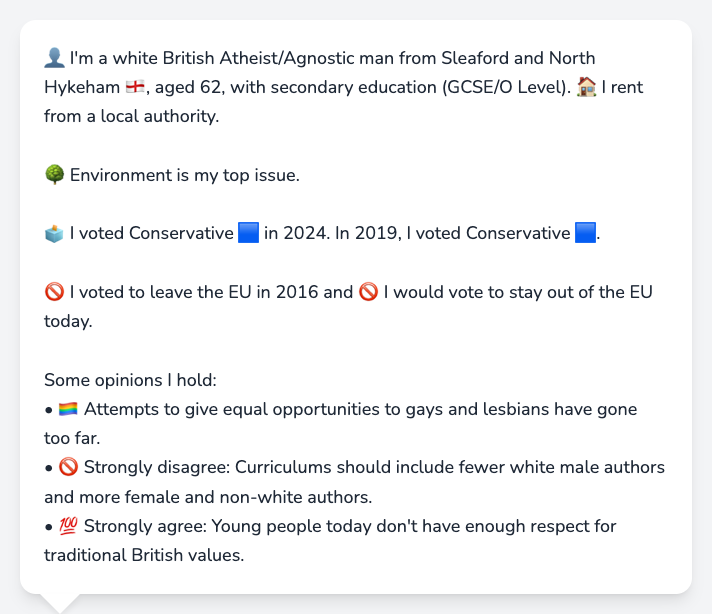 👤 I'm a white British Atheist/Agnostic man from Sleaford and North
Hykeham 🏴󠁧󠁢󠁥󠁮󠁧󠁿, aged 62, with secondary education (GCSE/O Level). 🏠 I rent
from a local authority.
🌳 Environment is my top issue.
🗳️ I voted Conservative 🟦 in 2024. In 2019, I voted Conservative 🟦.
🚫 I voted to leave the EU in 2016 and 🚫 I would vote to stay out of the EU
today.
Some opinions I hold:
• 🏳️‍🌈 Attempts to give equal opportunities to gays and lesbians have gone
too far.
• 🚫 Strongly disagree: Curriculums should include fewer white male authors
and more female and non-white authors.
• 💯 Strongly agree: Young people today don't have enough respect for
traditional British values.